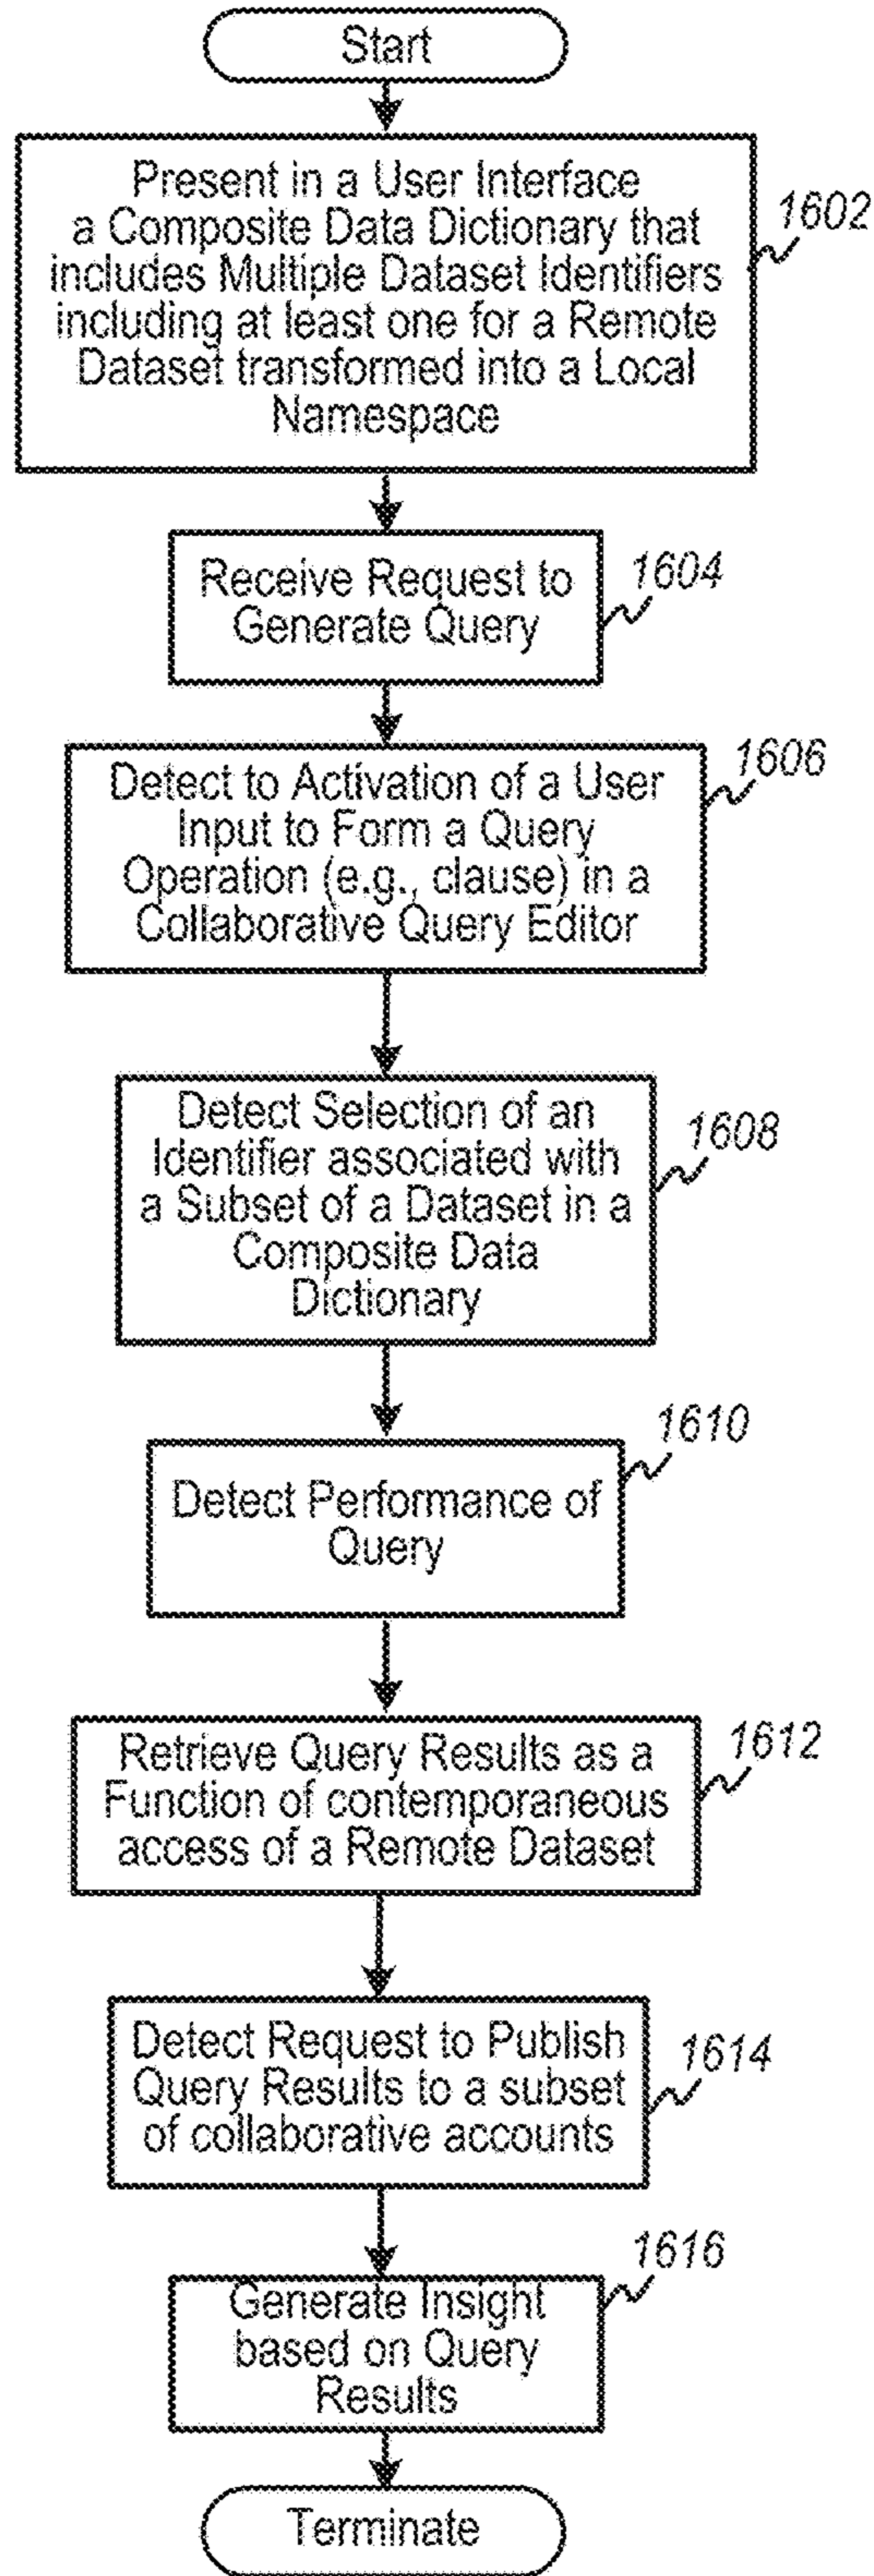 Start
Present in a User Interface
a Composite Data Dictionary that
includes Multiple Dataset Identifiers
including at least one for a Remote
Dataset transformed into a Local
Namespace
1602
Receive Request to
Generate Query
1604
Detect to Activation of a User
Input to Form a Query
Operation (e.g., clause) in a
Collaborative Query Editor
1606
Detect Selection of an
Identifier associated with
a Subset of a Dataset in a
Composite Data
Dictionary
1608
Detect Performance of
Query
1610
Retrieve Query Results as a
Function of contemporaneous
access of a Remote Dataset
1612
Detect Request to Publish
Query Results to a subset
of collaborative accounts
1614
Generate Insight
based on Query
Results
1616
Terminate